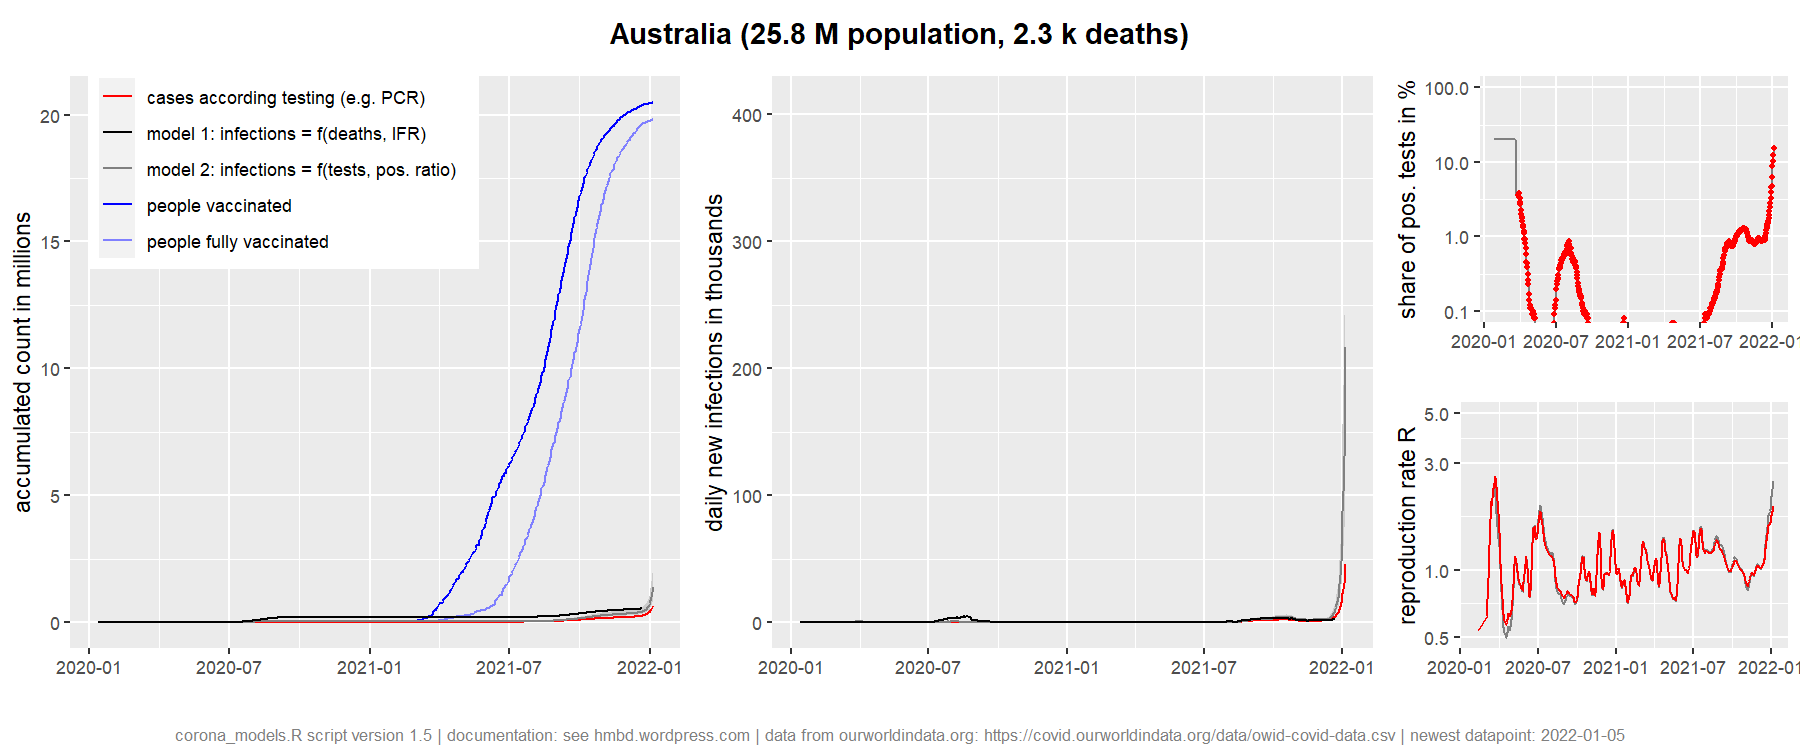 Australia (25.8 M population, 2.3 k deaths)
cases according testing (e.g. PCR)
model 1: infections = f(deaths, IFR)
model 2: infections = f(tests, pos. ratio)
people vaccinated
people fully vaccinated
accumulated count in millions
20
15
10
5
0
2020-01 2020-07 2021-01 2021-07 2022-01
daily new infections in thousands
400
300
200
100
0
2020-01 2020-07 2021-01 2021-07 2022-01
share of pos. tests in %
100.0
10.0
1.0
0.1
2020-01 2020-07 2021-01 2021-07 2022-01
reproduction rate R
5.0
3.0
1.0
0.5
2020-01 2020-07 2021-01 2021-07 2022-01
corona_models.R script version 1.5 | documentation: see hmbd.wordpress.com | data from ourworldindata.org: https://covid.ourworldindata.org/data/owid-covid-data.csv | newest datapoint: 2022-01-05